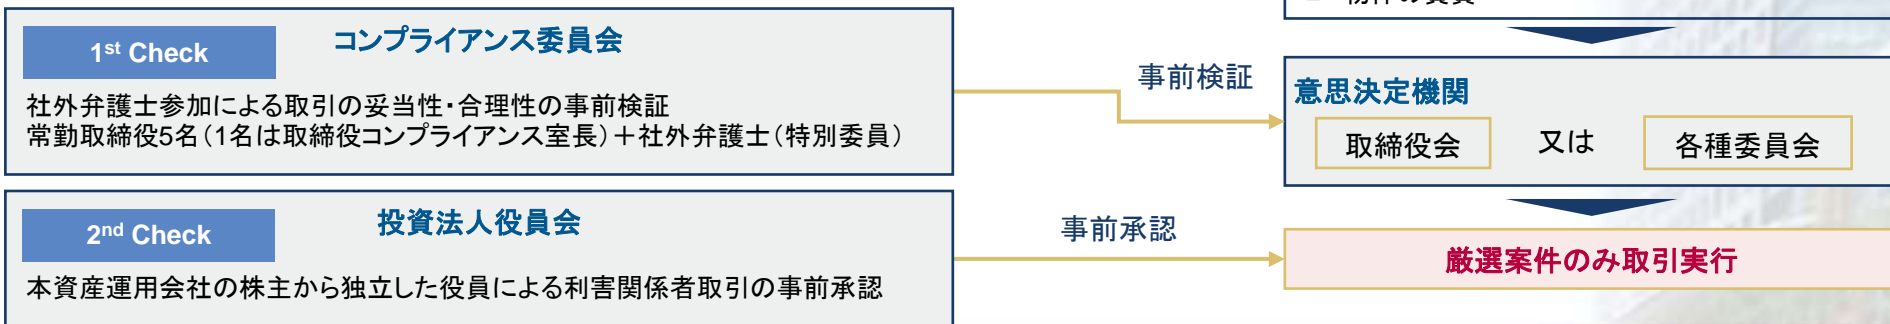 1st Check
コンプライアンス委員会
社外弁護士参加による取引の妥当性・合理性の事前検証
常勤取締役5名（1名は取締役コンプライアンス室長）＋社外弁護士（特別委員）
事前検証
意思決定機関
取締役会 又は 各種委員会
2nd Check
投資法人役員会
本資産運用会社の株主から独立した役員による利害関係者取引の事前承認
事前承認
厳選案件のみ取引実行